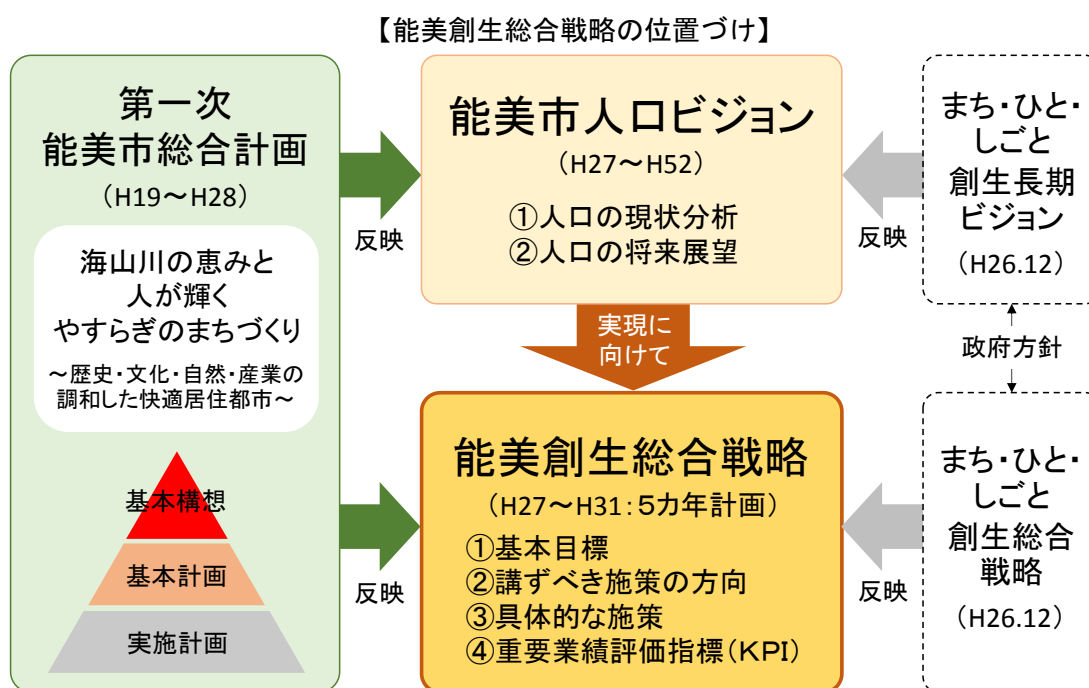 【能美創生総合戦略の位置づけ】
第一次
能美市総合計画
（H19～H28）
海山川の恵みと
人が輝く
やすらぎのまちづくり
～歴史・文化・自然・産業の
調和した快適居住都市～
基本構想
基本計画
実施計画
反映
反映
能美市人口ビジョン
（H27～H52）
①人口の現状分析
②人口の将来展望
実現に
向けて
能美創生総合戦略
（H27～H31：５カ年計画）
①基本目標
②講ずべき施策の方向
③具体的な施策
④重要業績評価指標（ＫＰＩ）
反映
反映
まち・ひと・
しごと
創生長期
ビジョン
（H26.12）
政府方針
まち・ひと・
しごと
創生総合
戦略
（H26.12）